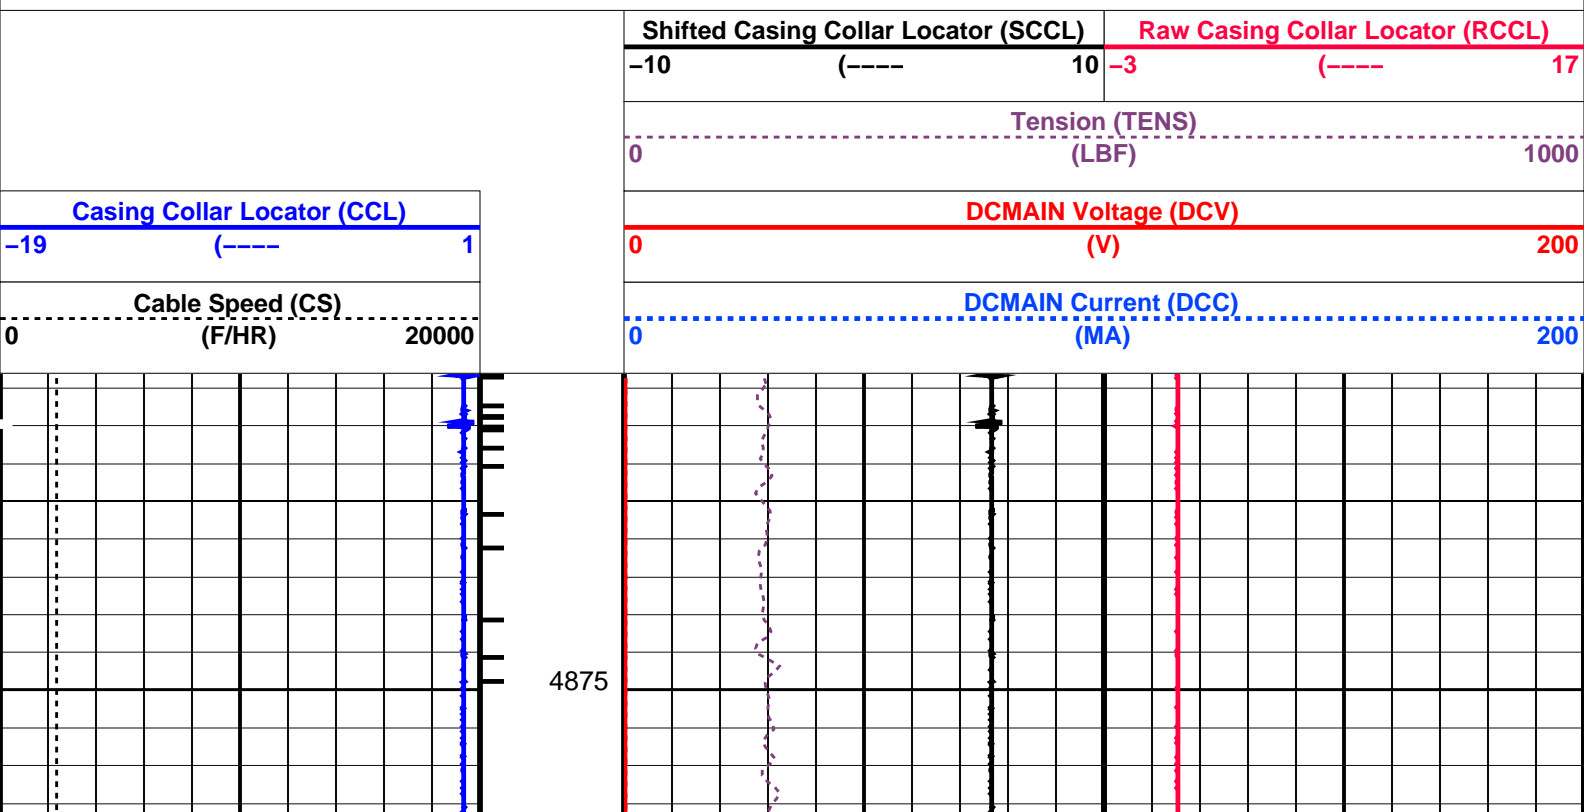 Shifted Casing Collar Locator (SCCL) Raw Casing Collar Locator (RCCL)
−10 (−−−− 10 −3 (−−−− 17
Tension (TENS)
0 (LBF) 1000
Casing Collar Locator (CCL) DCMAIN Voltage (DCV)
−19 (−−−− 1 0 (V) 200
Cable Speed (CS) DCMAIN Current (DCC)
0 (F/HR) 20000 0 (MA) 200
4875